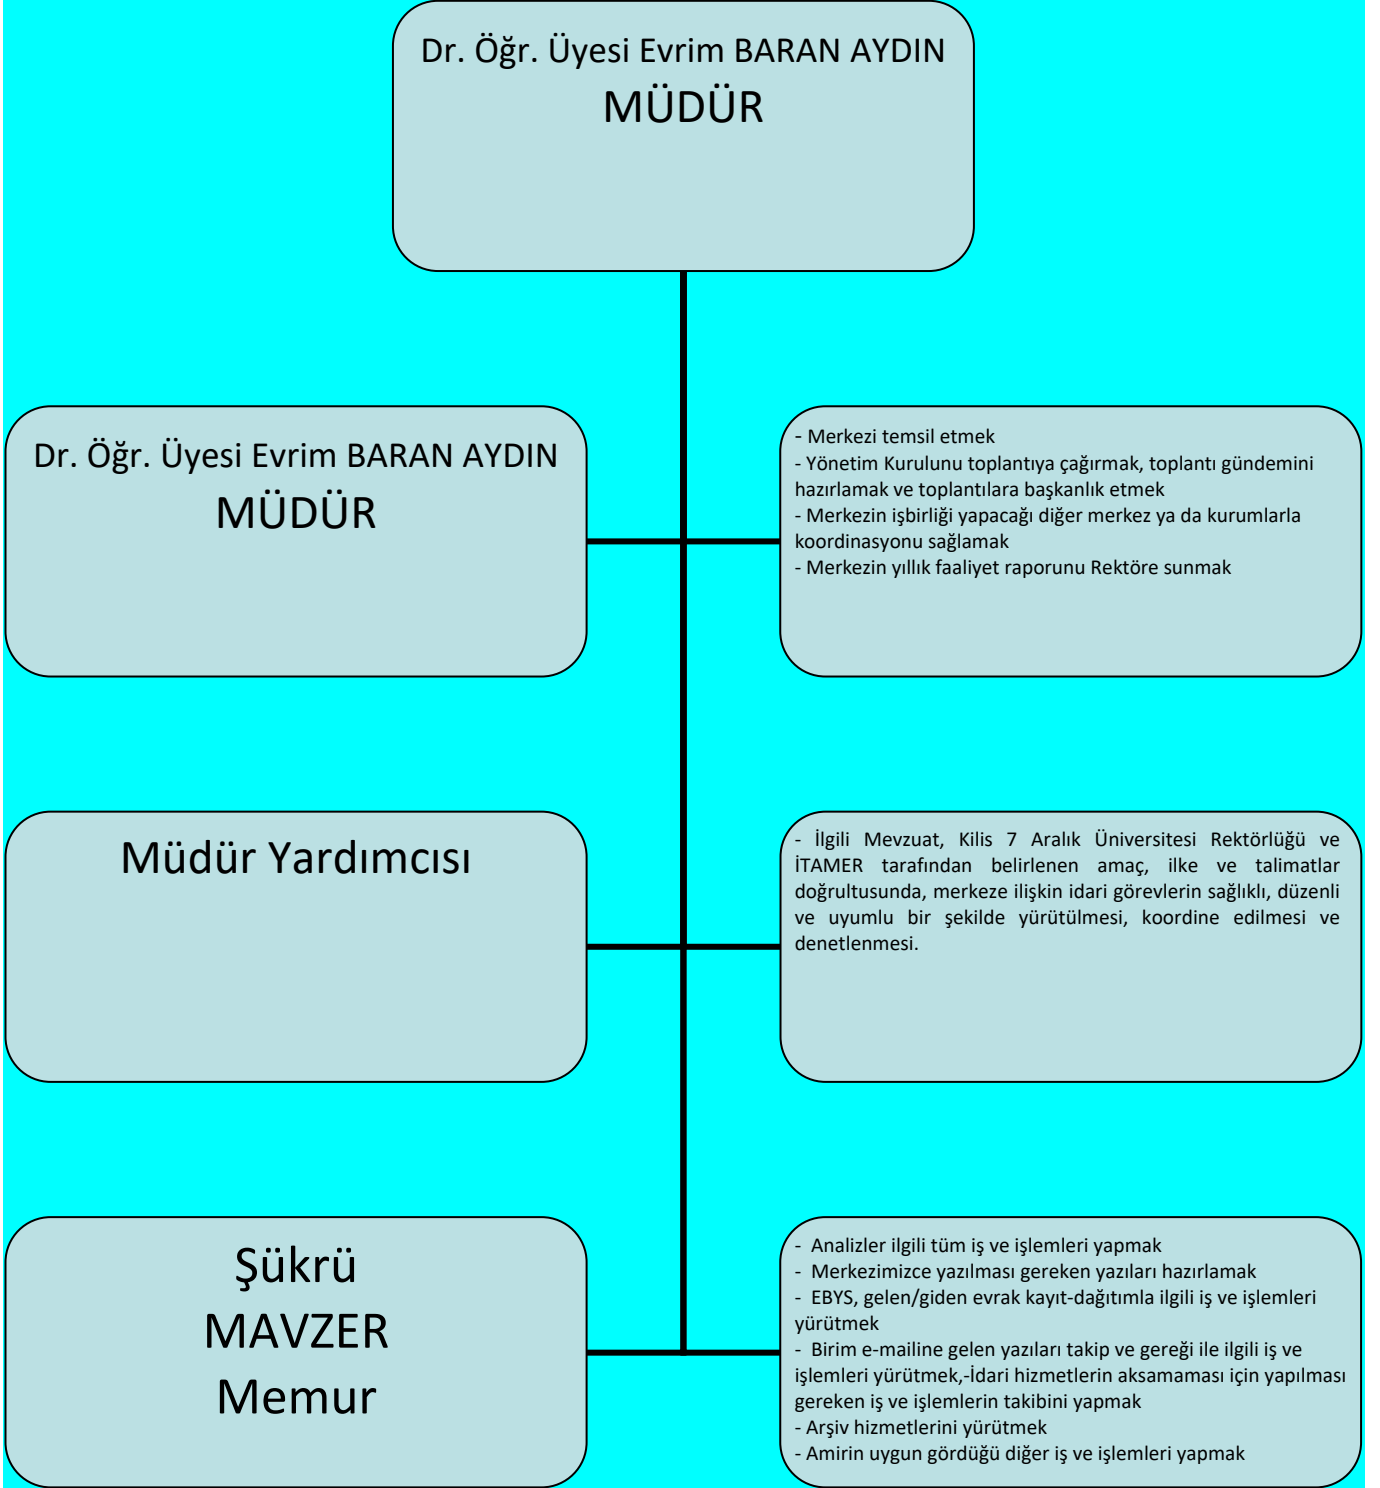 Dr. Öğr. Üyesi Evrim BARAN AYDIN
MÜDÜR
Dr. Öğr. Üyesi Evrim BARAN AYDIN
MÜDÜR
- Merkezi temsil etmek
- Yönetim Kurulunu toplantıya çağırmak, toplantı gündemini
hazırlamak ve toplantılara başkanlık etmek
- Merkezin işbirliği yapacağı diğer merkez ya da kurumlarla
koordinasyonu sağlamak
- Merkezin yıllık faaliyet raporunu Rektöre sunmak
Müdür Yardımcısı
- İlgili Mevzuat, Kilis 7 Aralık Üniversitesi Rektörlüğü ve
İTAMER tarafından belirlenen amaç, ilke ve talimatlar
doğrultusunda, merkeze ilişkin idari görevlerin sağlıklı, düzenli
ve uyumlu bir şekilde yürütülmesi, koordine edilmesi ve
denetlenmesi.
Şükrü
MAVZER
Memur
- Analizler ilgili tüm iş ve işlemleri yapmak
- Merkezimizce yazılması gereken yazıları hazırlamak
- EBYS, gelen/giden evrak kayıt-dağıtımla ilgili iş ve işlemleri
yürütmek
- Birim e-mailine gelen yazıları takip ve gereği ile ilgili iş ve
işlemleri yürütmek,-İdari hizmetlerin aksamaması için yapılması
gereken iş ve işlemlerin takibini yapmak
- Arşiv hizmetlerini yürütmek
- Amirin uygun gördüğü diğer iş ve işlemleri yapmak